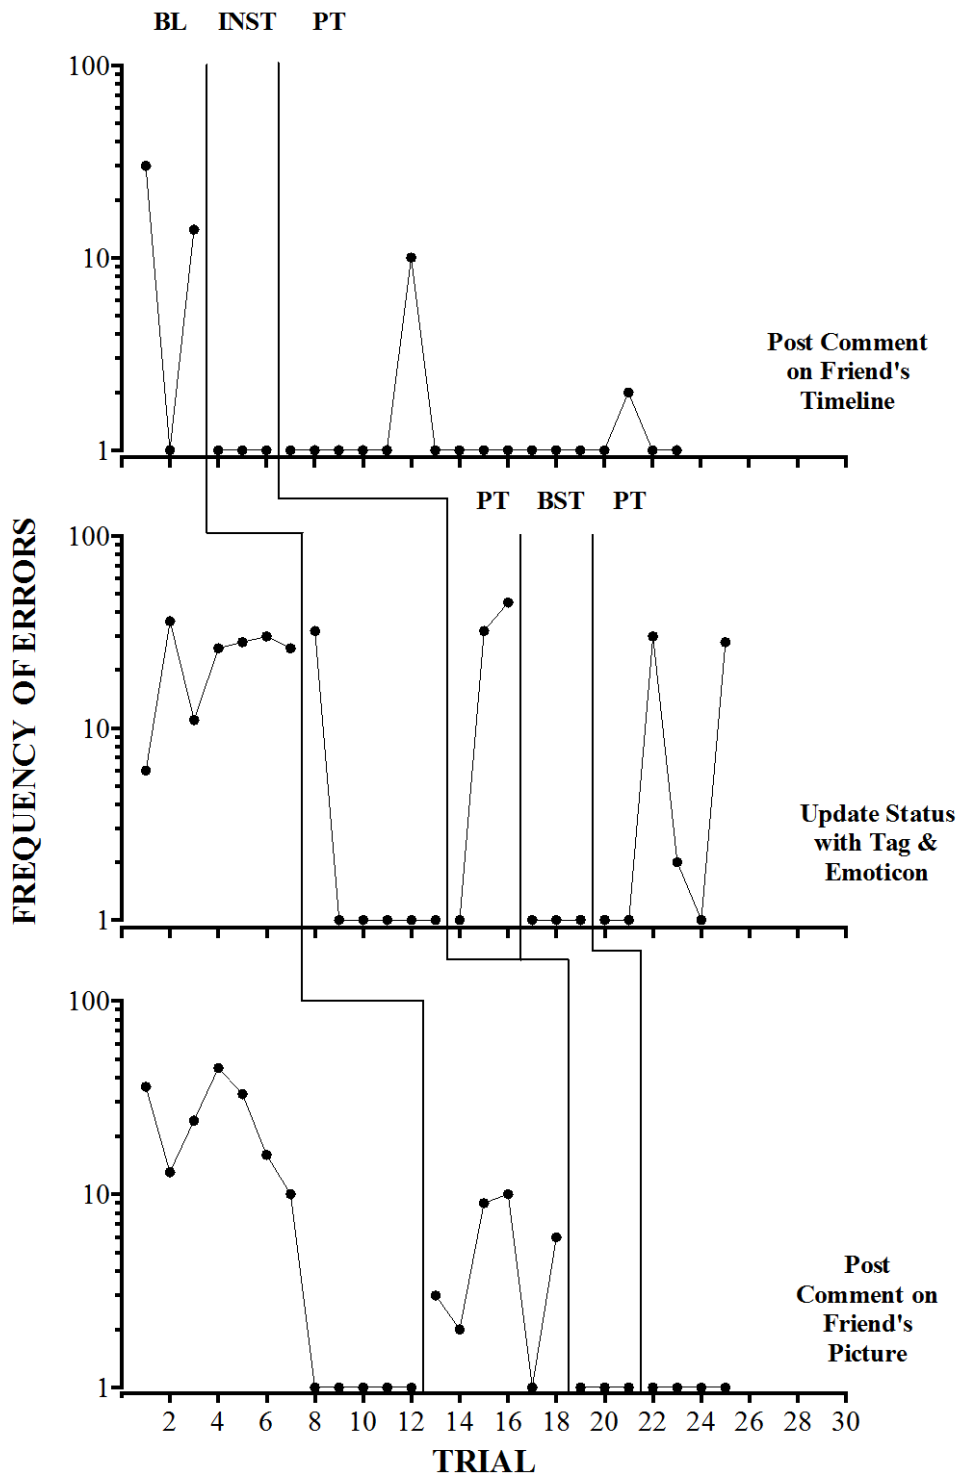 BL INST PT
100
10
1
Post Comment
on Friend's
Timeline
PT BST PT
FREQUENCY OF ERRORS
100
10
1
Update Status
with Tag &
Emoticon
100
10
1
Post
Comment on
Friend's
Picture
2 4 6 8 10 12 14 16 18 20 22 24 26 28 30
TRIAL